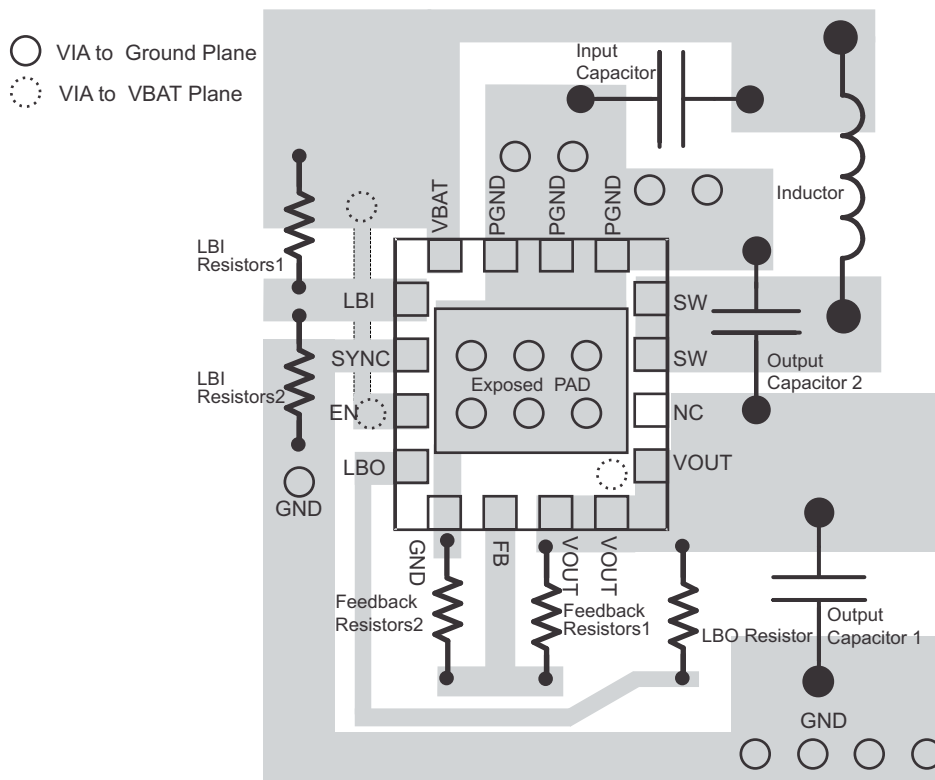 VIA to Ground Plane
VIA to VBAT Plane
Input
Capacitor
Inductor
VBAT
PGND
PGND
PGND
LBI
Resistors1
LBI
SW
SYNC
SW
LBI
Resistors2
Exposed PAD
Output
Capacitor 2
EN
NC
LBO
VOUT
GND
GND
FB
VOUT
VOUT
Feedback
Resistors2
Feedback
Resistors1
LBO Resistor
Output
Capacitor 1
GND